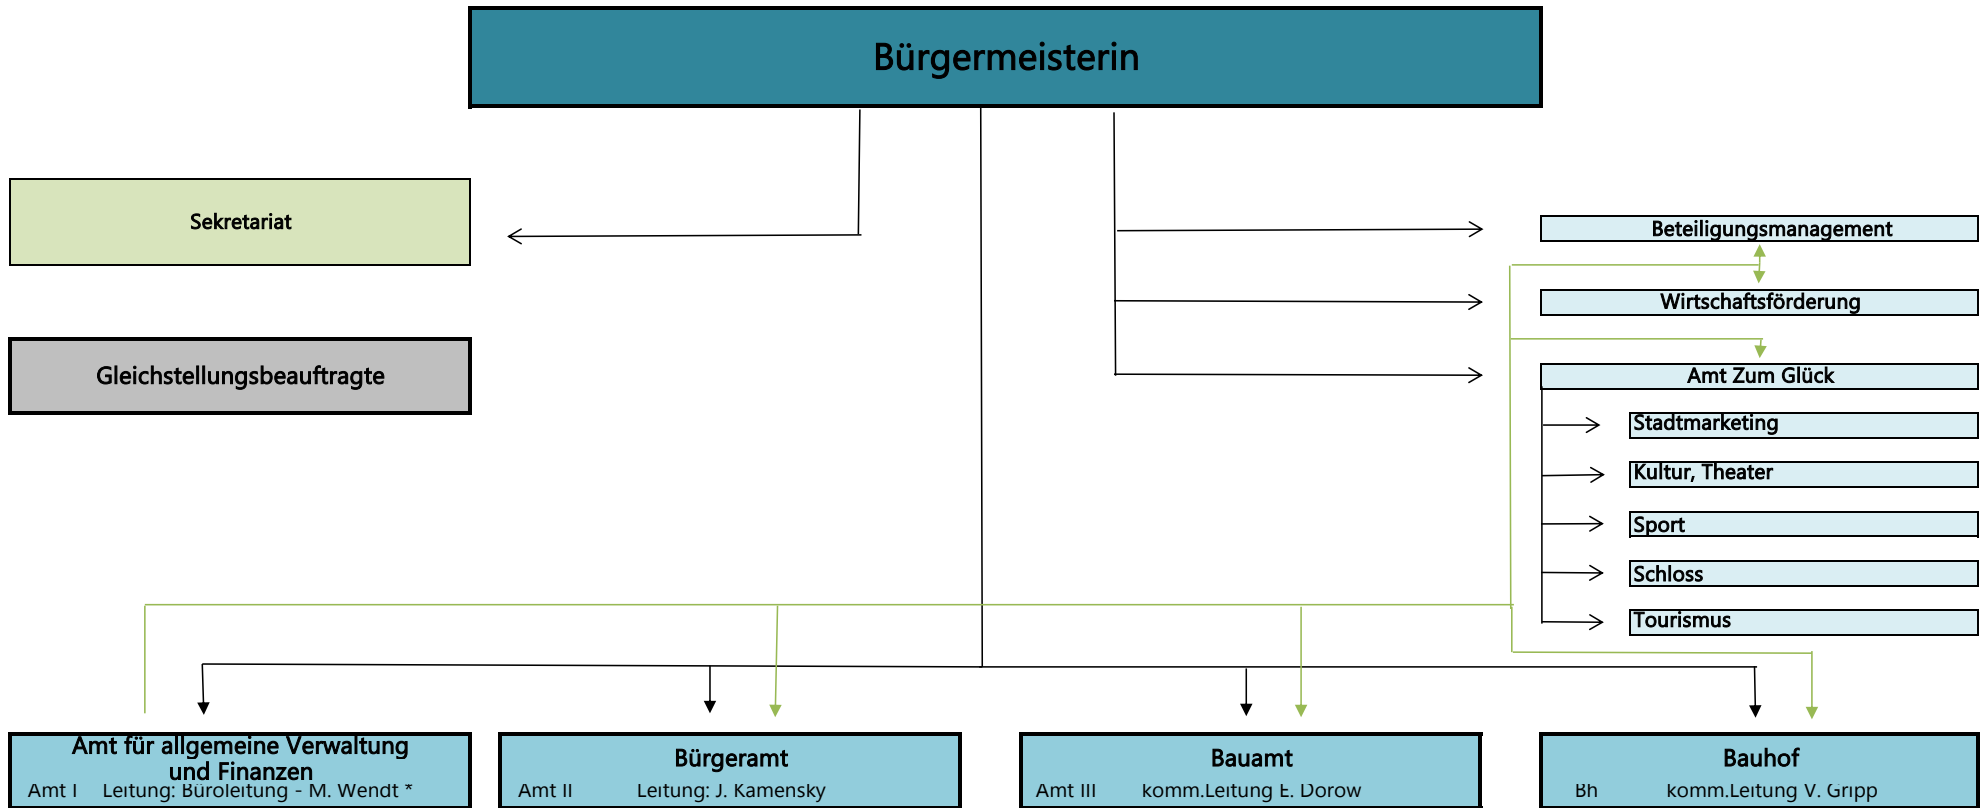 Bürgermeisterin
Sekretariat
Beteiligungsmanagement
Wirtschaftsförderung
Gleichstellungsbeauftragte
Amt Zum Glück
Stadtmarketing
Kultur, Theater
Sport
Schloss
Tourismus
Amt für allgemeine Verwaltung
und Finanzen
Amt I Leitung: Büroleitung - M. Wendt *
Bürgeramt
Amt II Leitung: J. Kamensky
Bauamt
Amt III komm.Leitung E. Dorow
Bauhof
Bh komm.Leitung V. Gripp